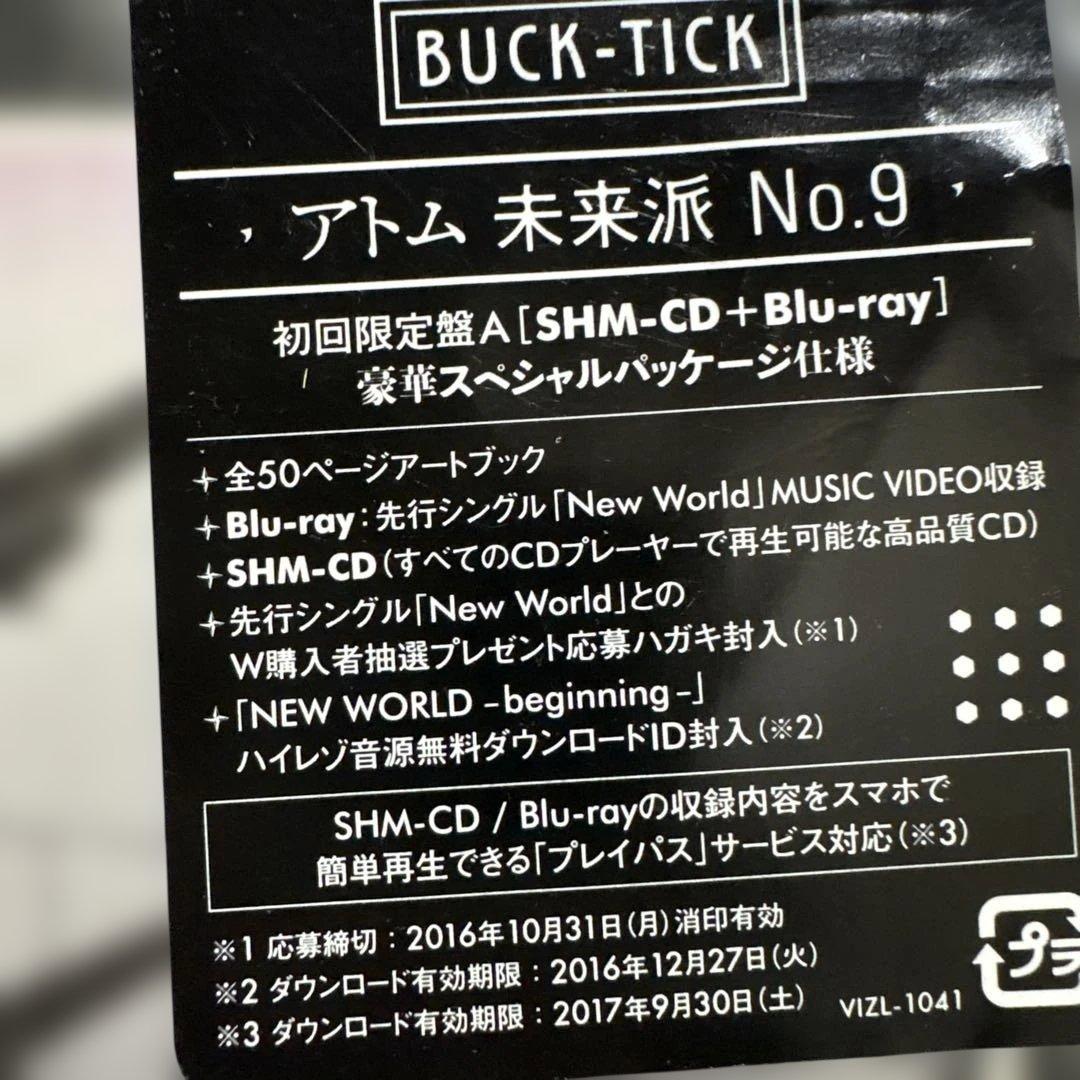 BUCK-TICK
, アトム 未来派 No.9 ,
初回限定盤A[SHM-CD+Blu-ray]
豪華スペシャルパッケージ仕様
全50ページアートブック
Blu-ray:先行シングル「New World」MUSIC VIDEO収録
SHM-CD(すべてのCDプレーヤーで再生可能な高品質CD)
先行シングル「New World」との
W購入者抽選プレゼント応募ハガキ封入(※1)
「NEW WORLD –beginning–」
ハイレゾ音源無料ダウンロードID封入(※2)
SHM-CD / Blu-rayの収録内容をスマホで
簡単再生できる「プレイパス」サービス対応(※3)
※1 応募締切:2016年10月31日(月)消印有効
※2 ダウンロード有効期限:2016年12月27日(火)
※3 ダウンロード有効期限:2017年9月30日(土)
VIZL-1041
プラ